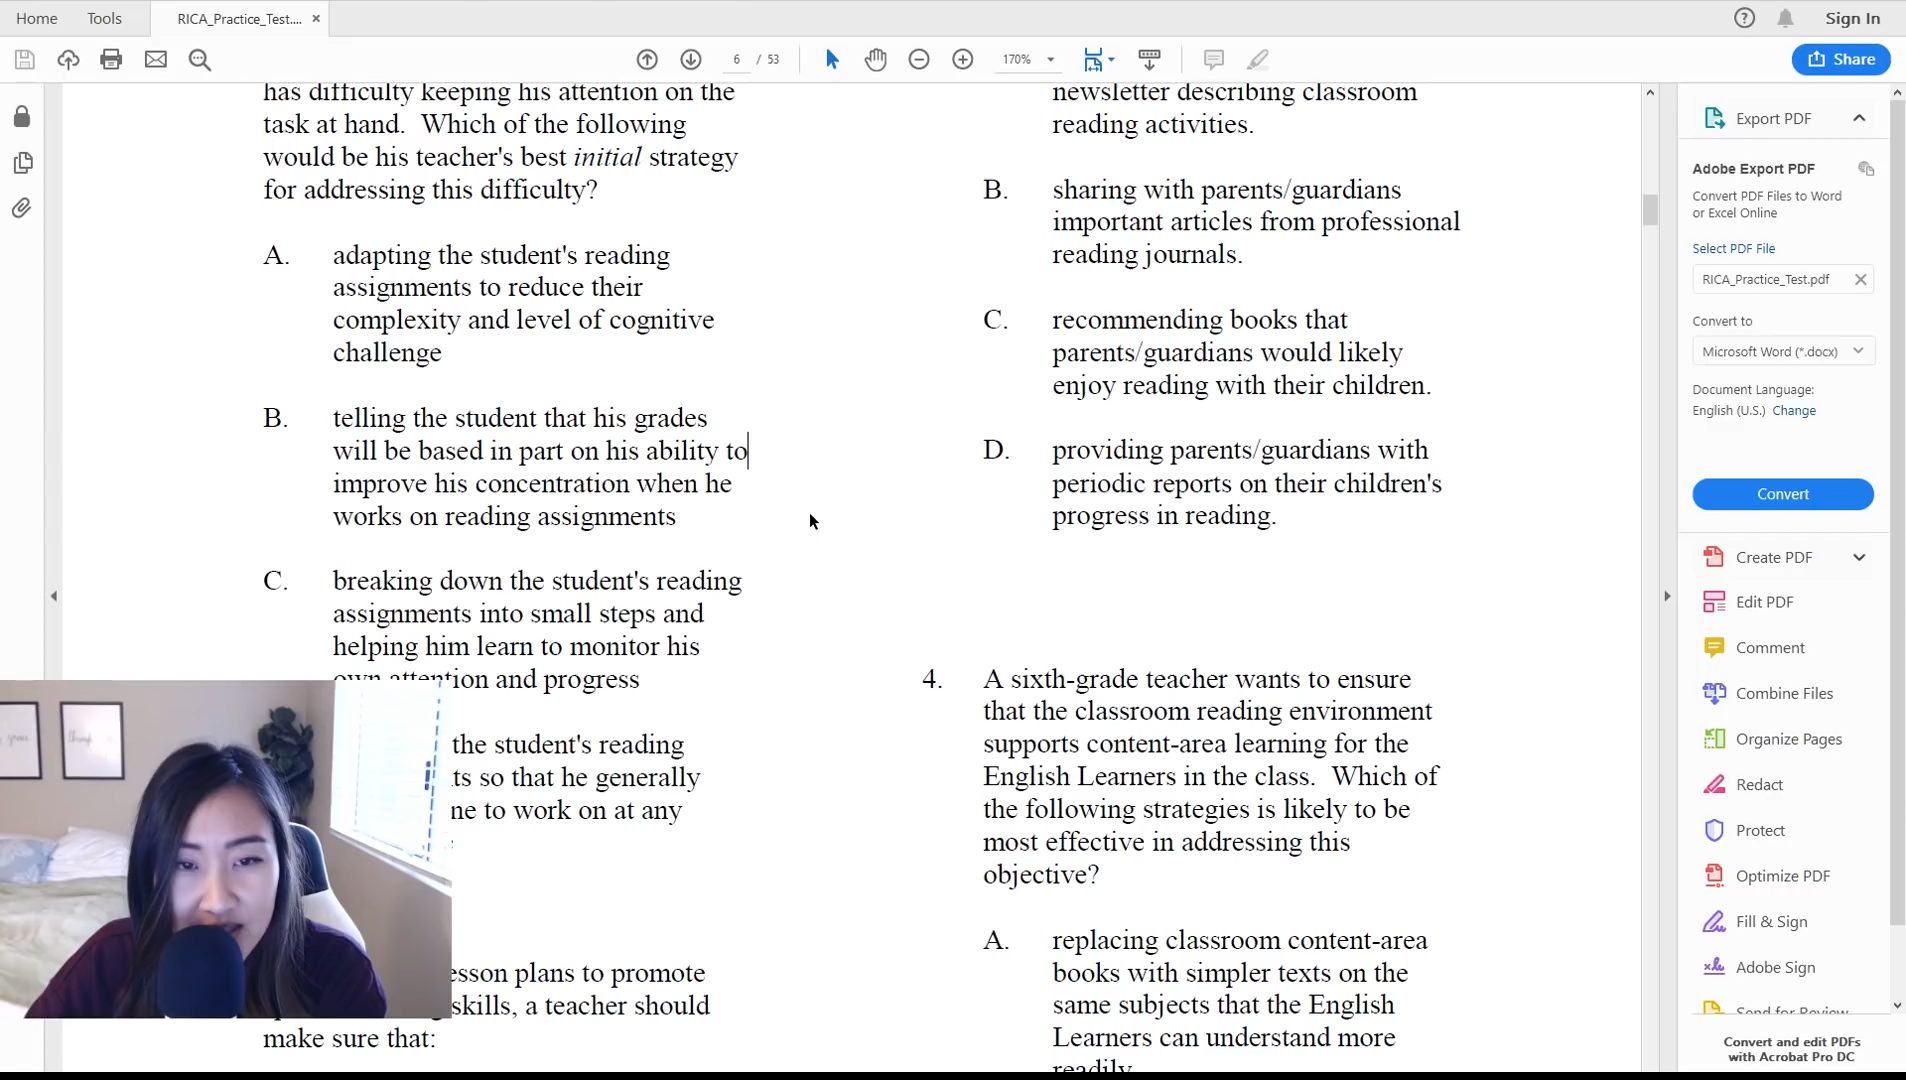 Home
Tools
RICA_Practice_Test....
Sign In
6 / 53
170%
Share
has difficulty keeping his attention on the
task at hand. Which of the following
would be his teacher's best initial strategy
for addressing this difficulty?
A. adapting the student's reading
assignments to reduce their
complexity and level of cognitive
challenge
B. telling the student that his grades
will be based in part on his ability to
improve his concentration when he
works on reading assignments
C. breaking down the student's reading
assignments into small steps and
helping him learn to monitor his
own attention and progress
the student's reading
ts so that he generally
ne to work on at any
esson plans to promote
skills, a teacher should
make sure that:
newsletter describing classroom
reading activities.
B. sharing with parents/guardians
important articles from professional
reading journals.
C. recommending books that
parents/guardians would likely
enjoy reading with their children.
D. providing parents/guardians with
periodic reports on their children's
progress in reading.
4. A sixth-grade teacher wants to ensure
that the classroom reading environment
supports content-area learning for the
English Learners in the class. Which of
the following strategies is likely to be
most effective in addressing this
objective?
A. replacing classroom content-area
books with simpler texts on the
same subjects that the English
Learners can understand more
readily
Export PDF
Adobe Export PDF
Convert PDF Files to Word
or Excel Online
Select PDF File
RICA_Practice_Test.pdf
Convert to
Microsoft Word (*.docx)
Document Language:
English (U.S.) Change
Convert
Create PDF
Edit PDF
Comment
Combine Files
Organize Pages
Redact
Protect
Optimize PDF
Fill & Sign
Adobe Sign
Send for Review
Convert and edit PDFs
with Acrobat Pro DC